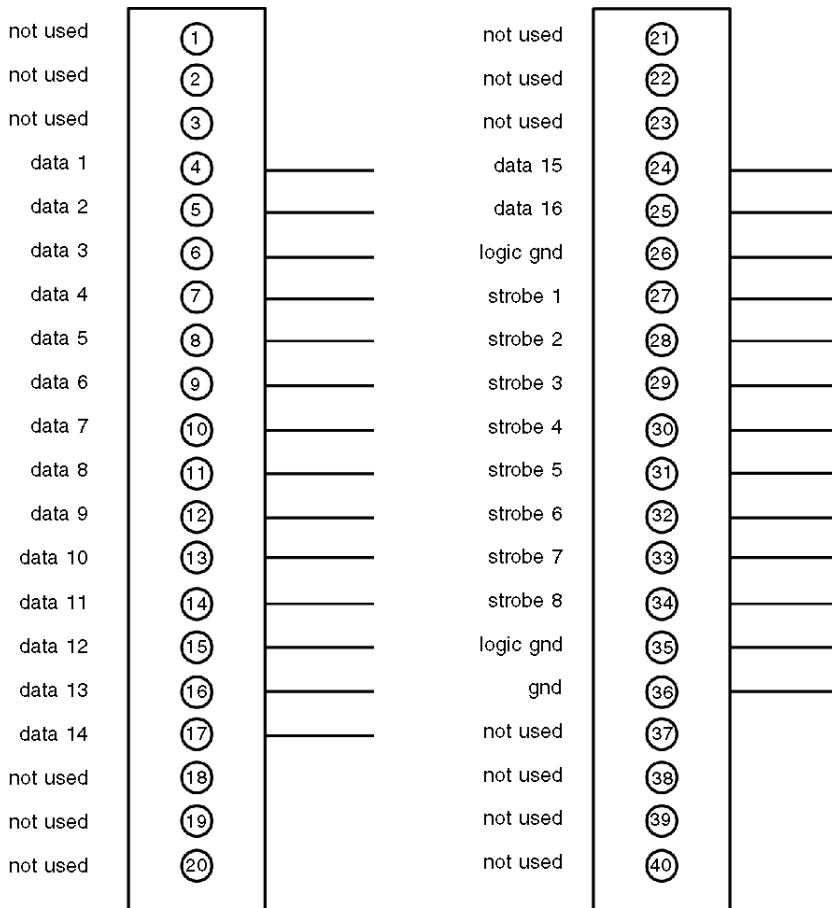 not used 1
not used 2
not used 3
data 1 4
data 2 5
data 3 6
data 4 7
data 5 8
data 6 9
data 7 10
data 8 11
data 9 12
data 10 13
data 11 14
data 12 15
data 13 16
data 14 17
not used 18
not used 19
not used 20
not used 21
not used 22
not used 23
data 15 24
data 16 25
logic gnd 26
strobe 1 27
strobe 2 28
strobe 3 29
strobe 4 30
strobe 5 31
strobe 6 32
strobe 7 33
strobe 8 34
logic gnd 35
gnd 36
not used 37
not used 38
not used 39
not used 40